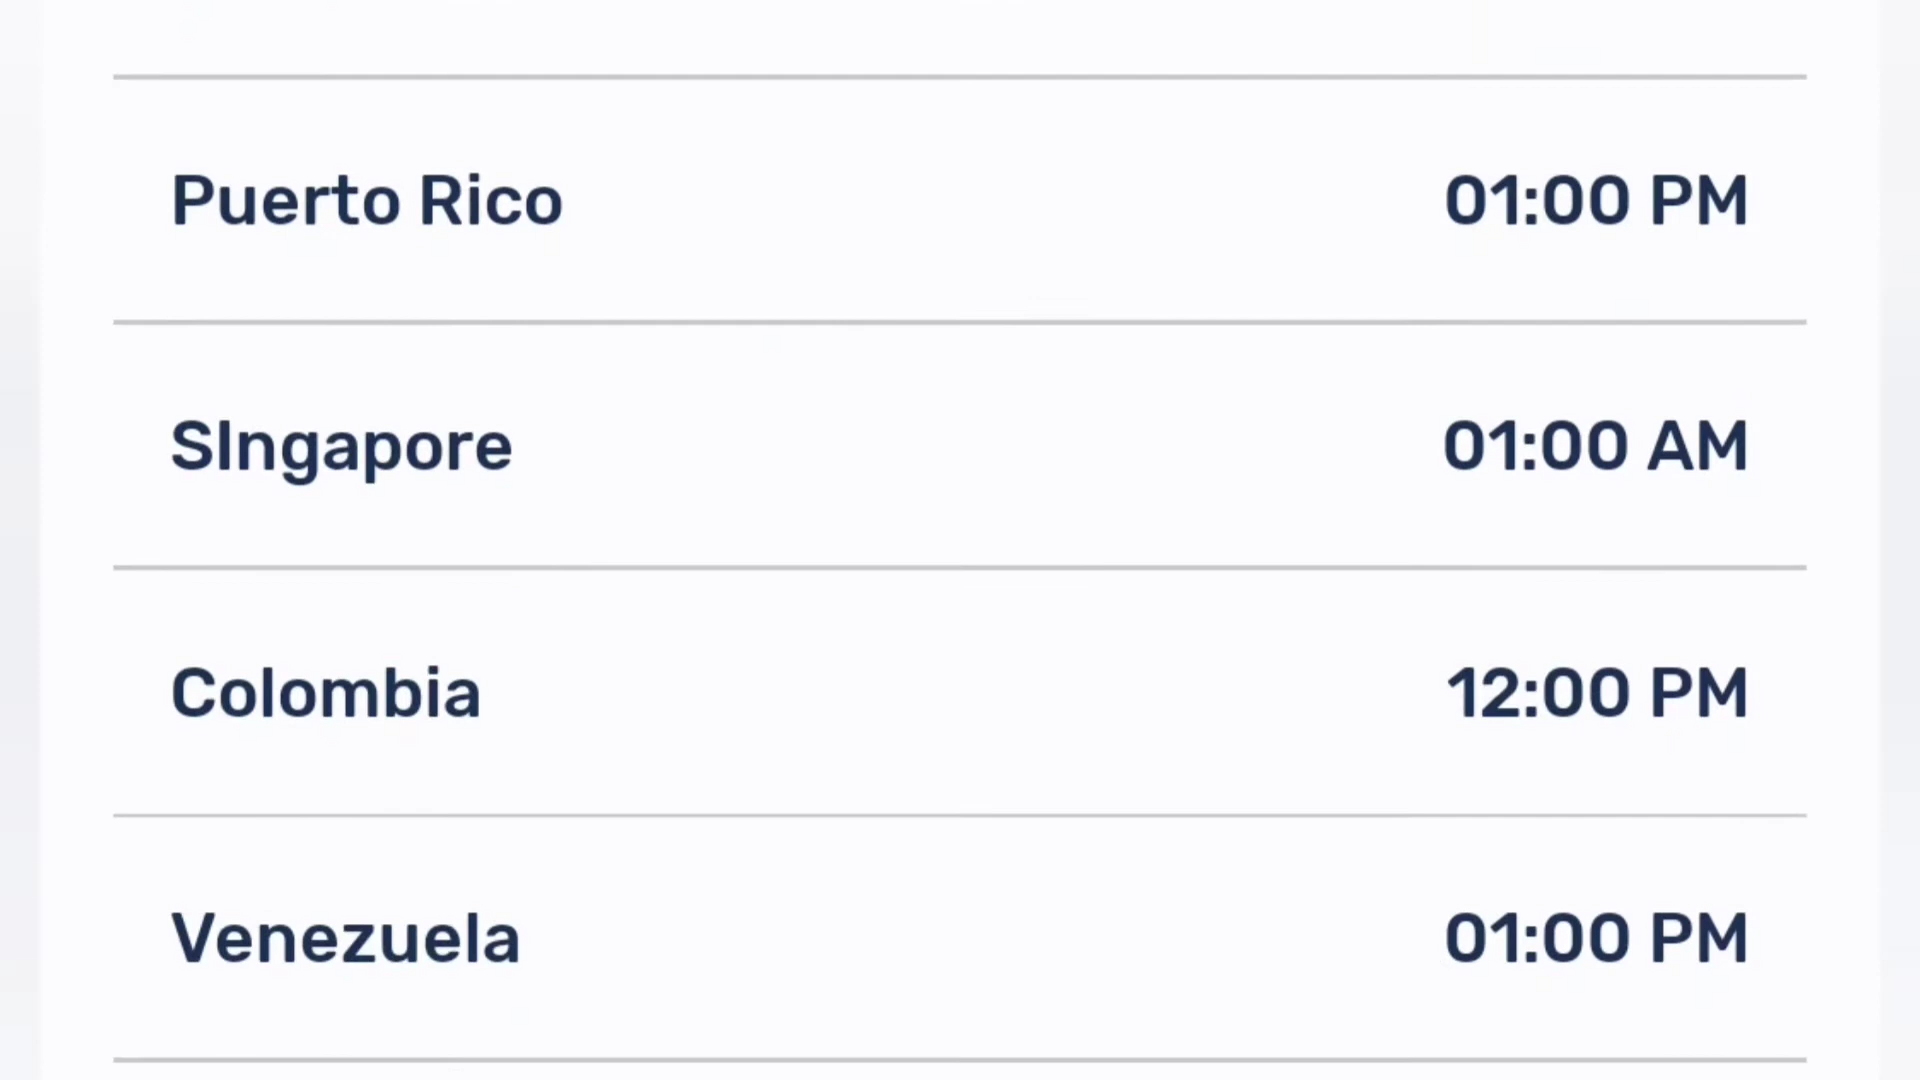 Puerto Rico 01:00 PM
SIngapore 01:00 AM
Colombia 12:00 PM
Venezuela 01:00 PM